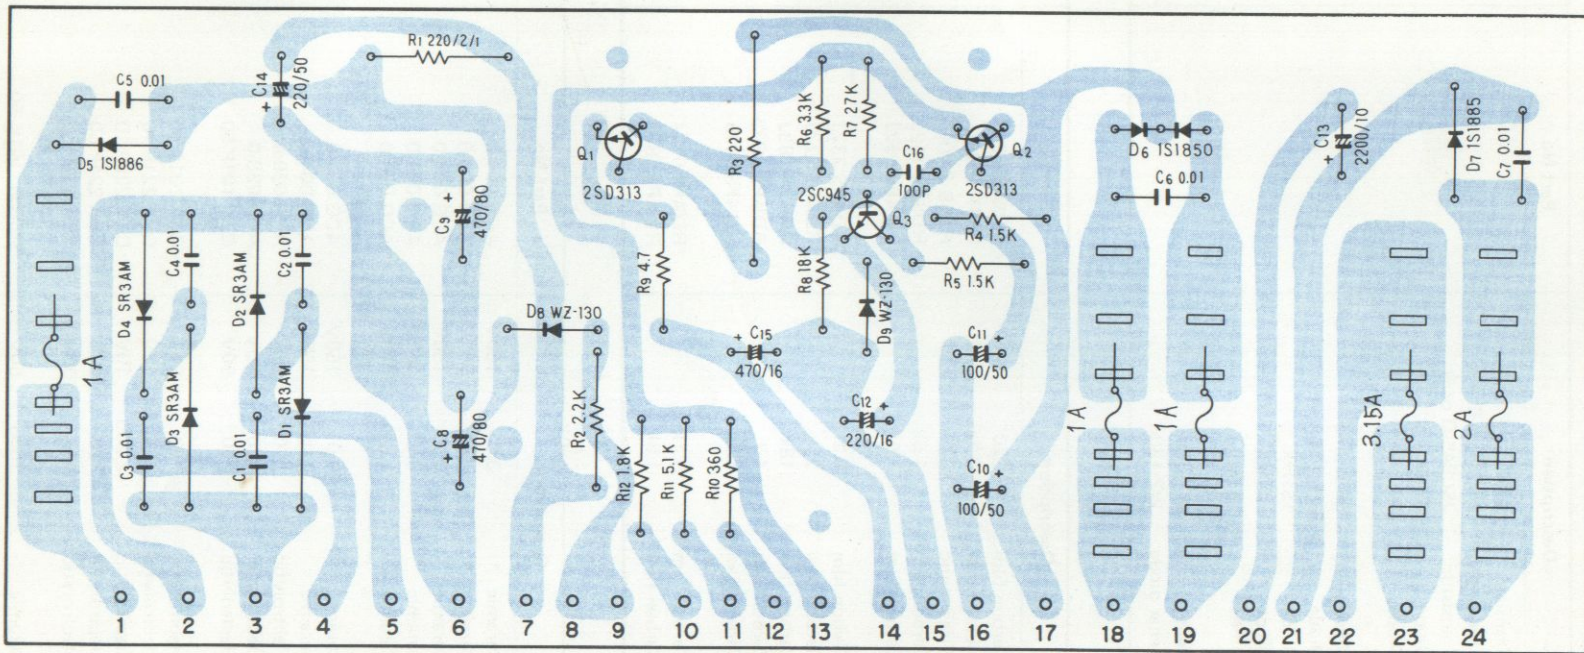 R1 220/2/1
C5 0.01
C14 220/50 +
D5 1S1886
Q1
2SD313
R3 220
R6 3.3K
R7 27K
C16
100P
2SC945
Q3
Q2
2SD313
D6 1S1850
C6 0.01
C13 2200/10 +
D7 1S1885
C7 0.01
C9 470/80 +
R4 1.5K
R5 1.5K
D4 SR3AM
C4 0.01
D2 SR3AM
C2 0.01
R9 4.7
R8 18K
D9 WZ-130
D8 WZ-130
+ C15
470/16
C11 +
100/50
1A
D3 SR3AM
D1 SR3AM
C3 0.01
C1 0.01
C8 470/80 +
R2 2.2K
R12 1.8K
R11 5.1K
R10 360
C12 +
220/16
C10 +
100/50
1A
1A
3.15A
2A
1 2 3 4 5 6 7 8 9 10 11 12 13 14 15 16 17 18 19 20 21 22 23 24